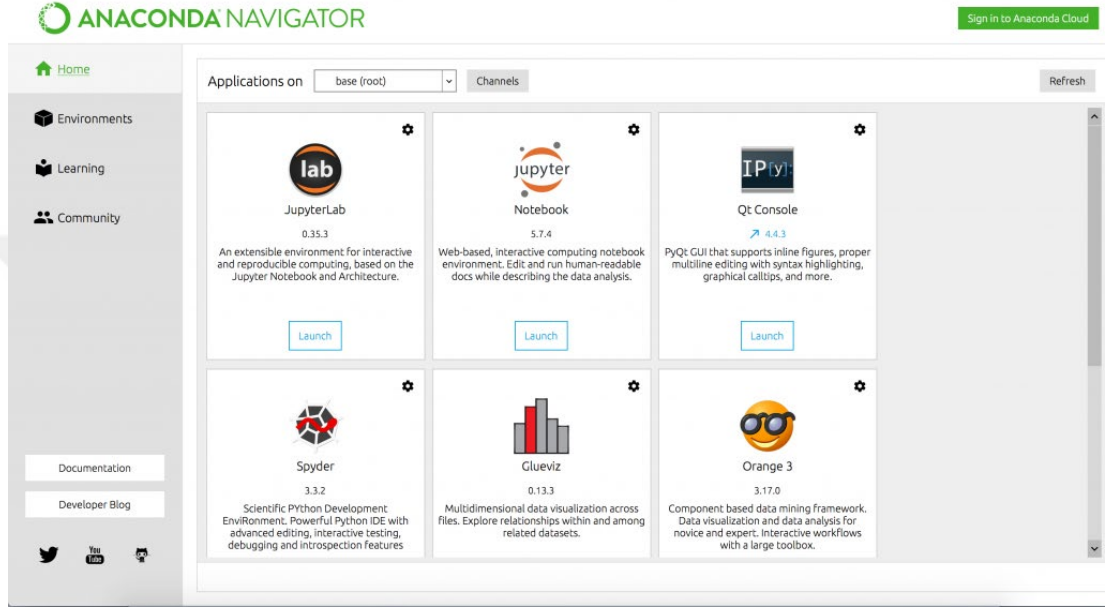 ANACONDA NAVIGATOR
Sign in to Anaconda Cloud
Home
Environments
Learning
Community
Documentation
Developer Blog
You
Tube
Applications on
base (root)
Channels
Refresh
lab
JupyterLab
0.35.3
An extensible environment for interactive
and reproducible computing, based on the
Jupyter Notebook and Architecture.
Launch
jupyter
Notebook
5.7.4
Web-based, interactive computing notebook
environment. Edit and run human-readable
docs while describing the data analysis.
Launch
IP[y]:
Qt Console
4.4.3
PyQt GUI that supports inline figures, proper
multiline editing with syntax highlighting,
graphical calltips, and more.
Launch
Spyder
3.3.2
Scientific PYthon Development
EnviRonment. Powerful Python IDE with
advanced editing, interactive testing,
debugging and introspection features
Glueviz
0.13.3
Multidimensional data visualization across
files. Explore relationships within and among
related datasets.
Orange 3
3.17.0
Component based data mining framework.
Data visualization and data analysis for
novice and expert. Interactive workflows
with a large toolbox.